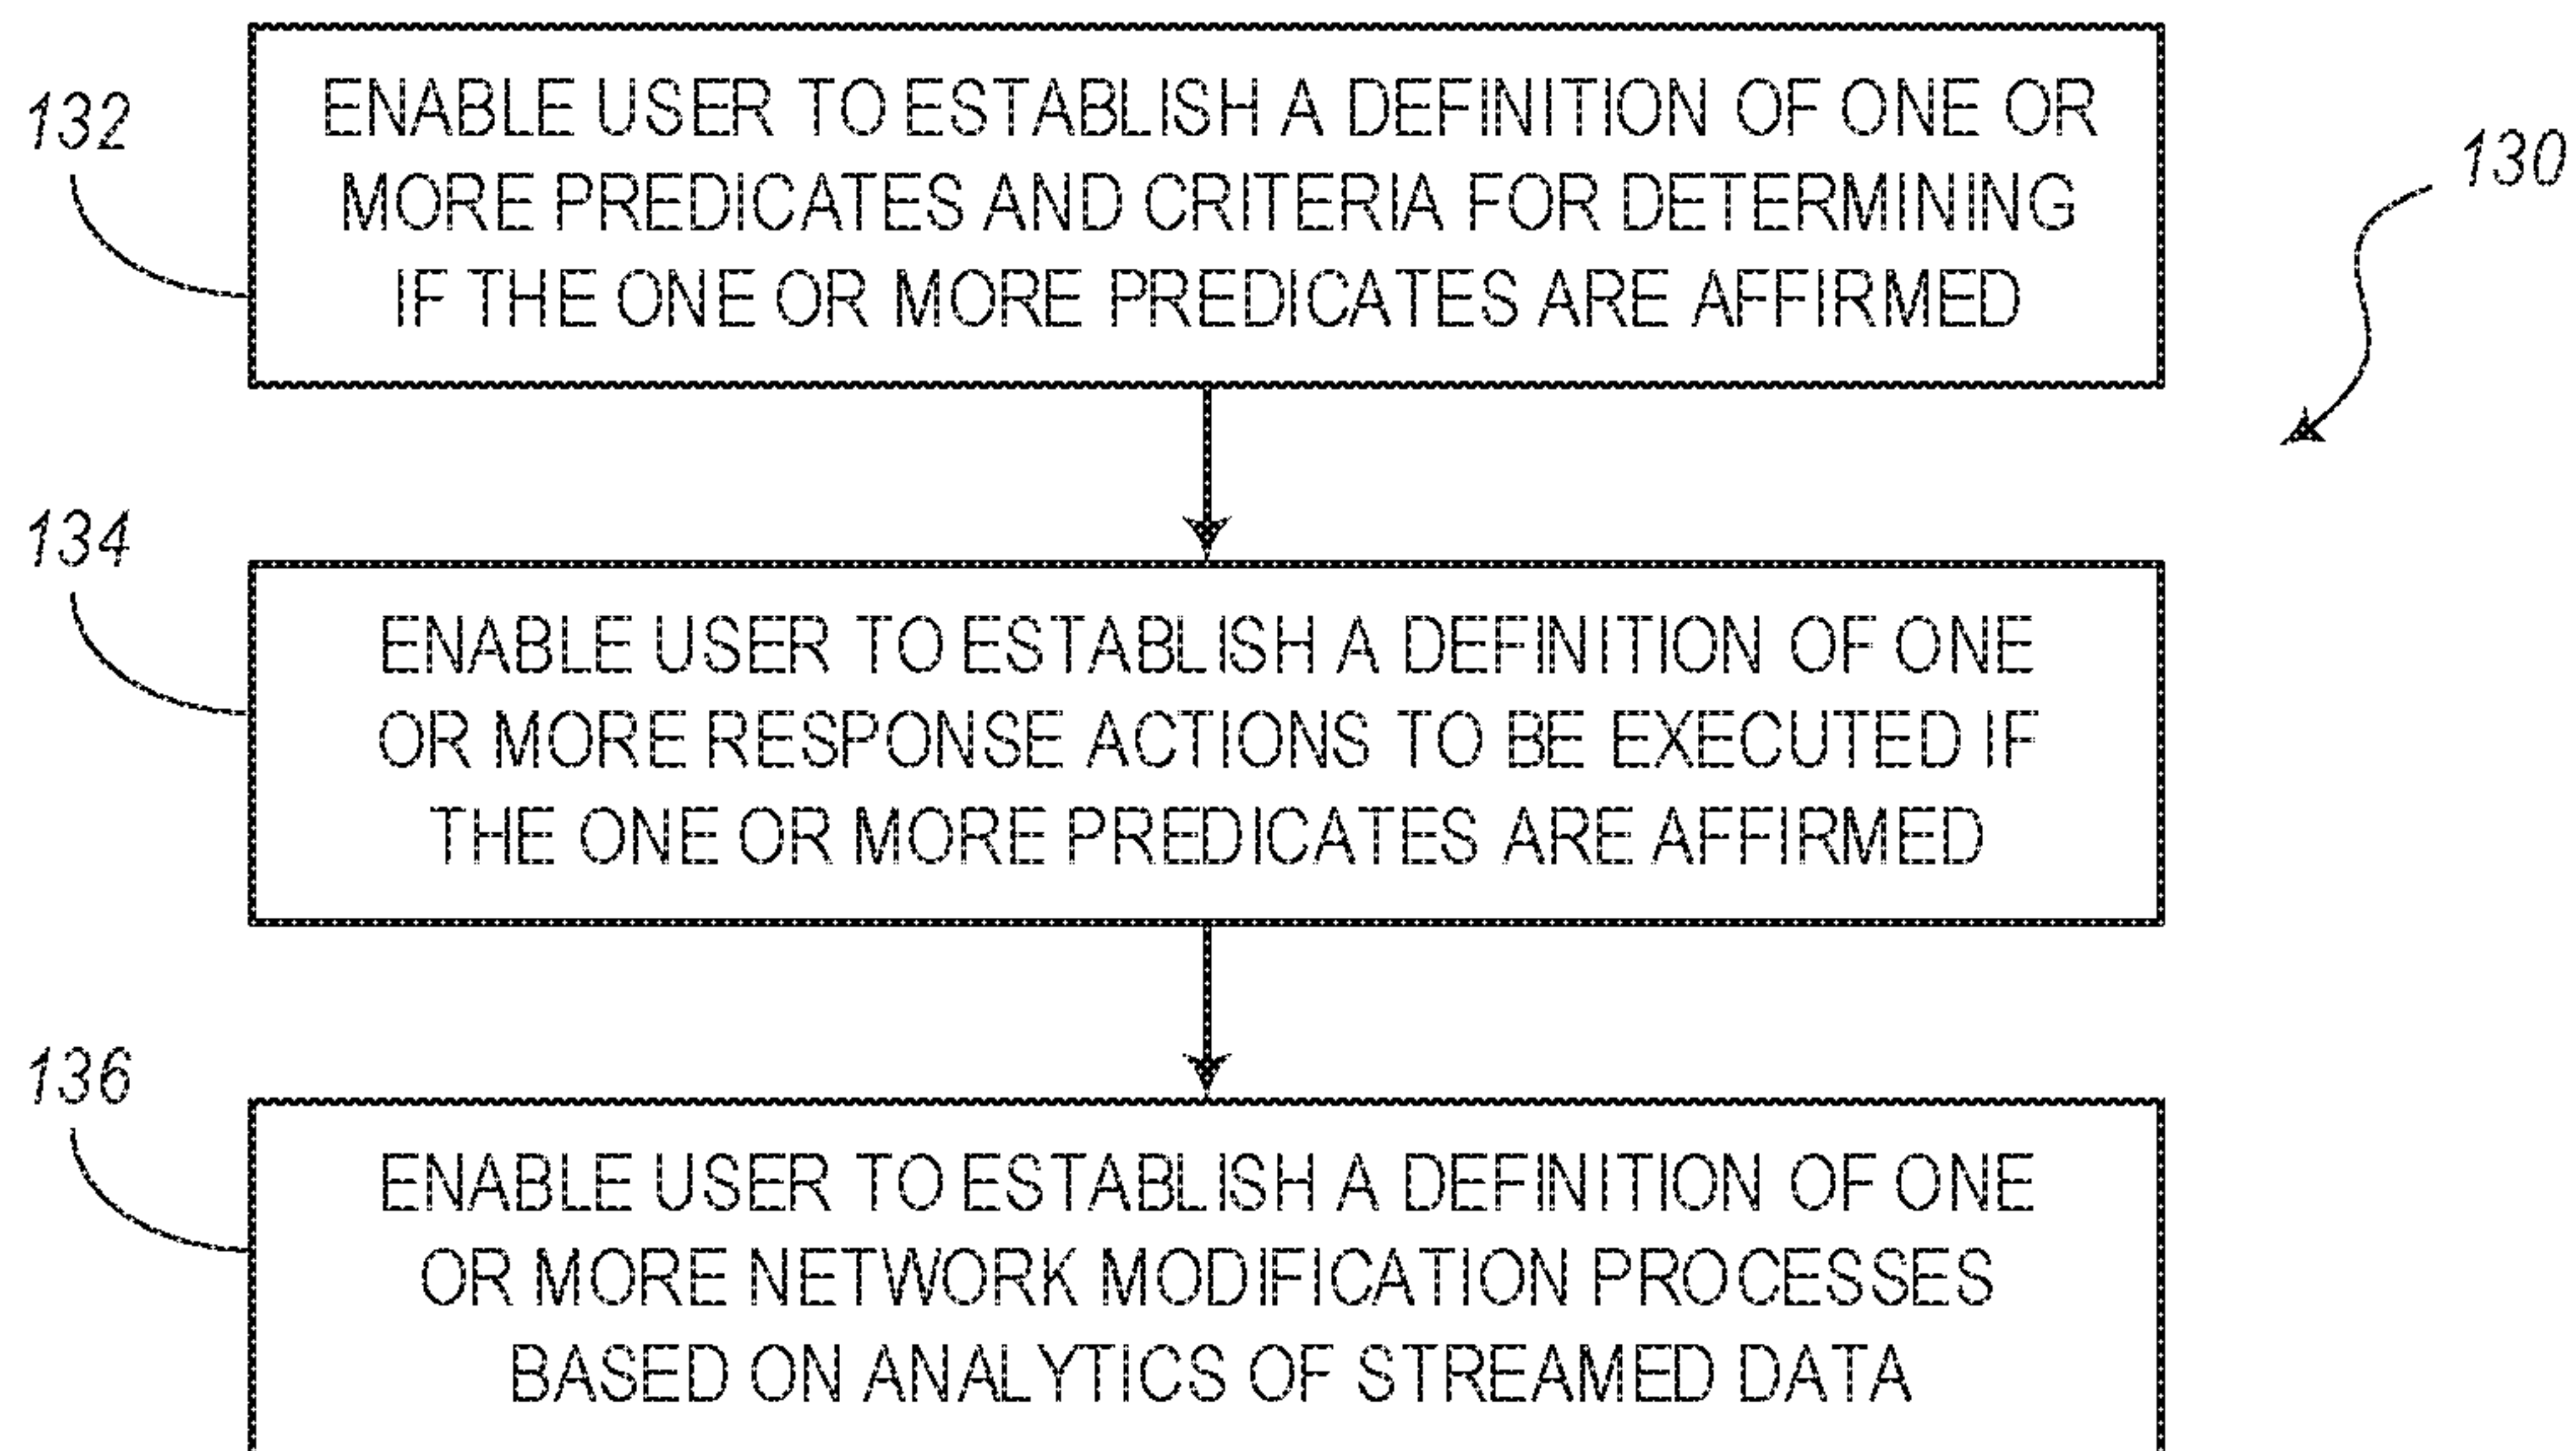 132
ENABLE USER TO ESTABLISH A DEFINITION OF ONE OR
MORE PREDICATES AND CRITERIA FOR DETERMINING
IF THE ONE OR MORE PREDICATES ARE AFFIRMED
130
134
ENABLE USER TO ESTABLISH A DEFINITION OF ONE
OR MORE RESPONSE ACTIONS TO BE EXECUTED IF
THE ONE OR MORE PREDICATES ARE AFFIRMED
136
ENABLE USER TO ESTABLISH A DEFINITION OF ONE
OR MORE NETWORK MODIFICATION PROCESSES
BASED ON ANALYTICS OF STREAMED DATA